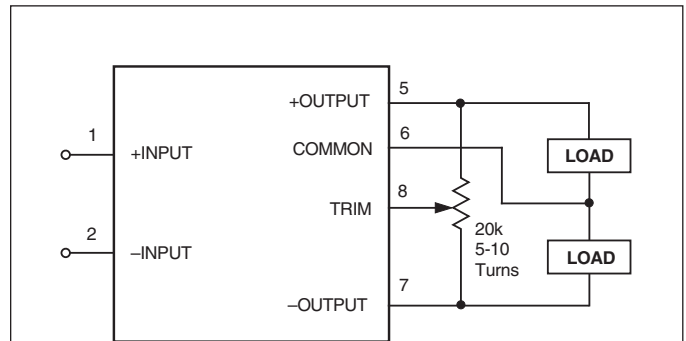 5
+OUTPUT
6
1
COMMON
LOAD
+INPUT
8
TRIM
20k
5-10
Turns
2
–INPUT
LOAD
7
–OUTPUT